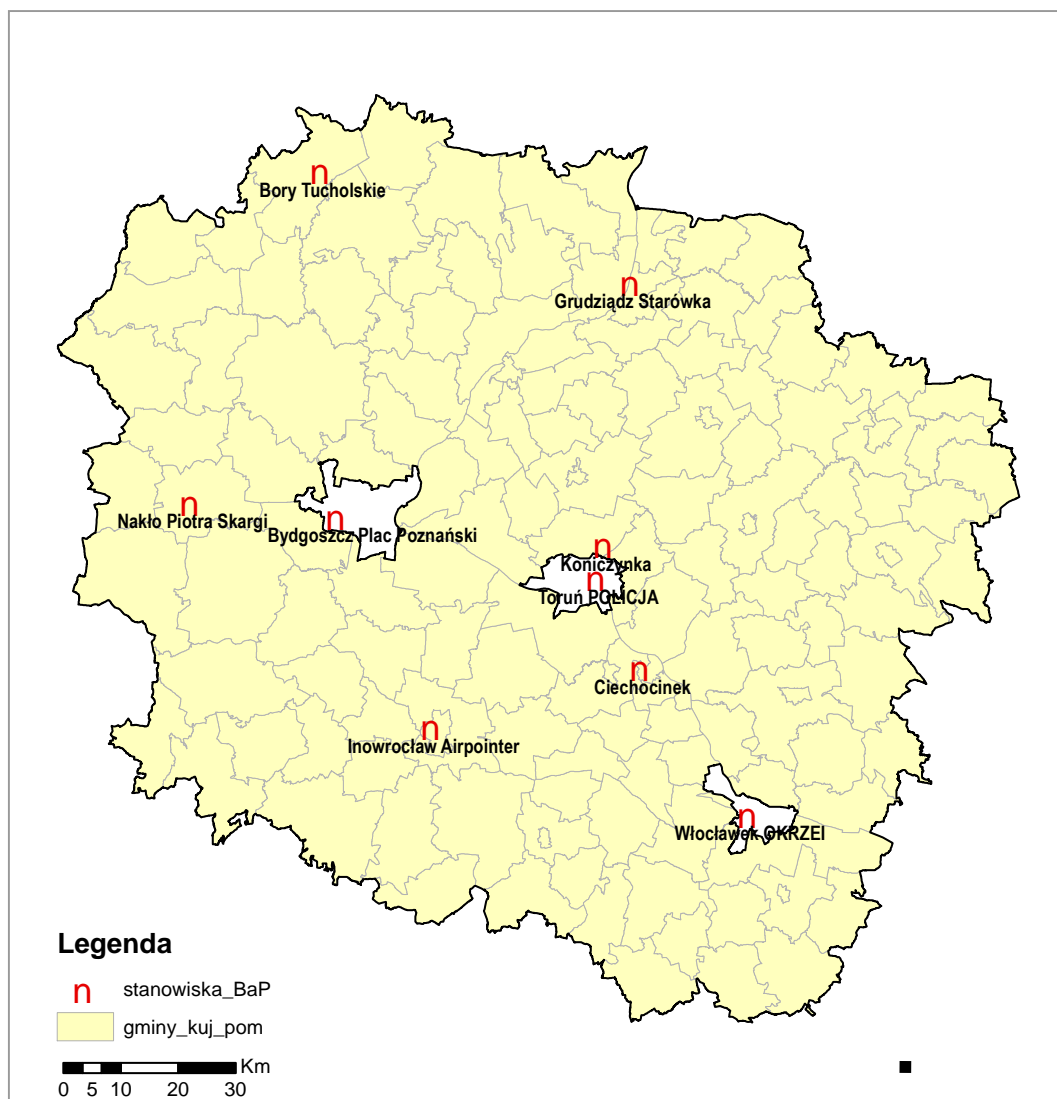 n
Bory Tucholskie
n
Grudziądz Starówka
n
Nakło Piotra Skargi
n
Bydgoszcz Plac Poznański
n
Koniczynka
n
Toruń POLICJA
n
Ciechocinek
n
Inowrocław Airpointer
n
Włocławek OKRZEI
Legenda
n stanowiska_BaP
gminy_kuj_pom
Km
0 5 10 20 30